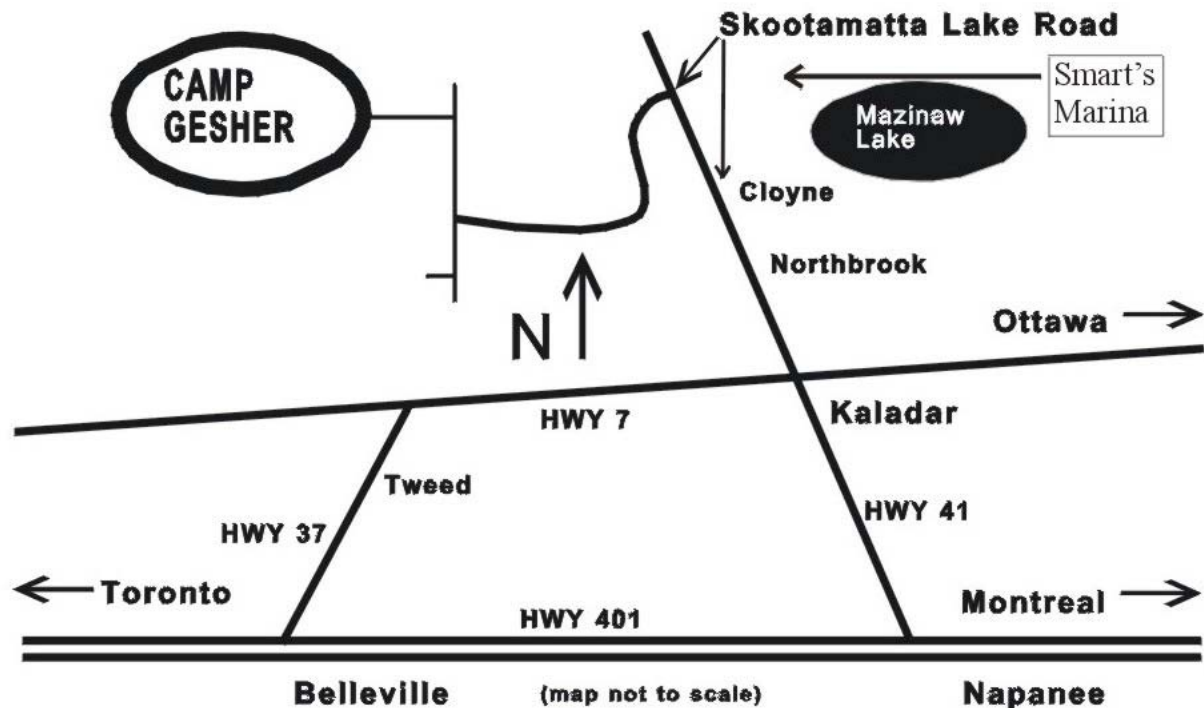 Skootamatta Lake Road
CAMP
GESHER
Smart's
Marina
Mazinaw
Lake
Cloyne
Northbrook
N
Ottawa
HWY 7
Kaladar
Tweed
HWY 37
HWY 41
Toronto
Montreal
HWY 401
Belleville
(map not to scale)
Napanee